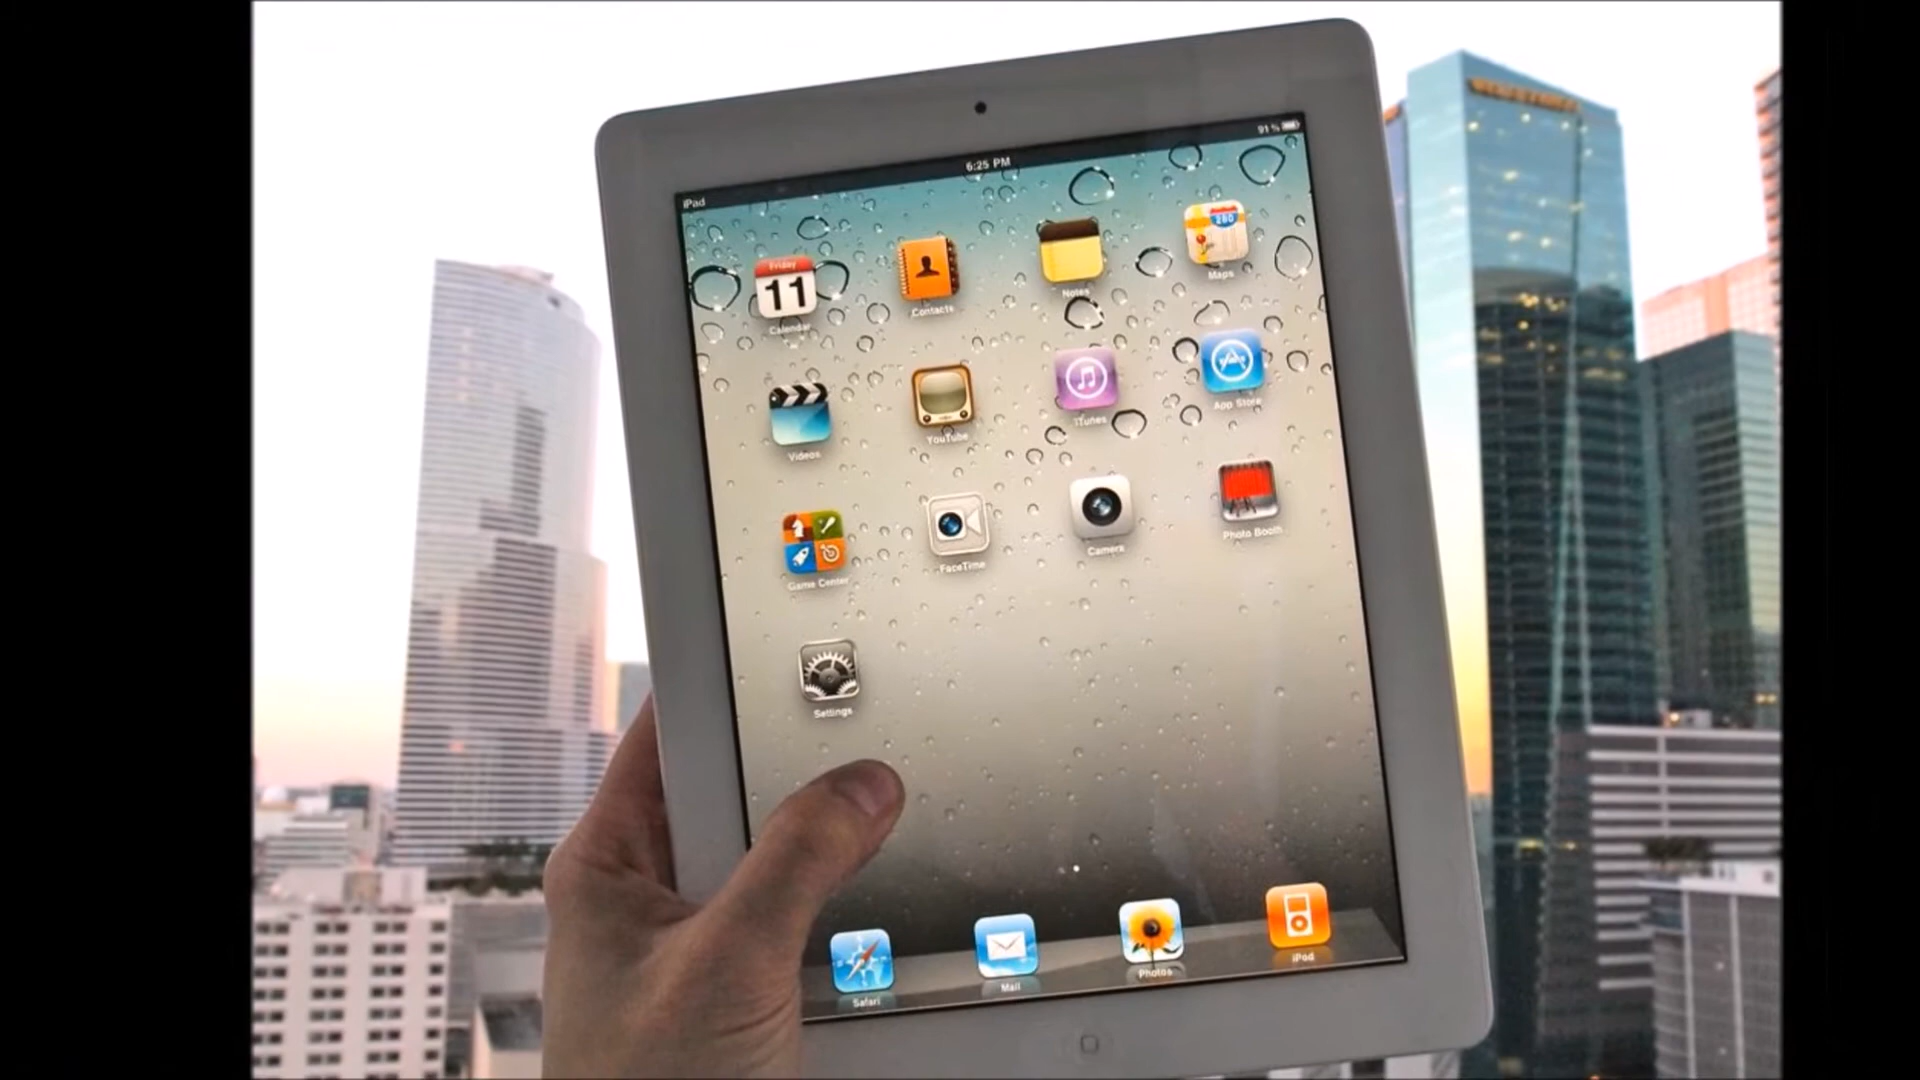 91%
6:25 PM
iPad
Friday
11
Calendar
Contacts
Notes
280
Maps
Videos
YouTube
iTunes
App Store
Game Center
FaceTime
Camera
Photo Booth
Settings
Safari
Mail
Photos
iPod